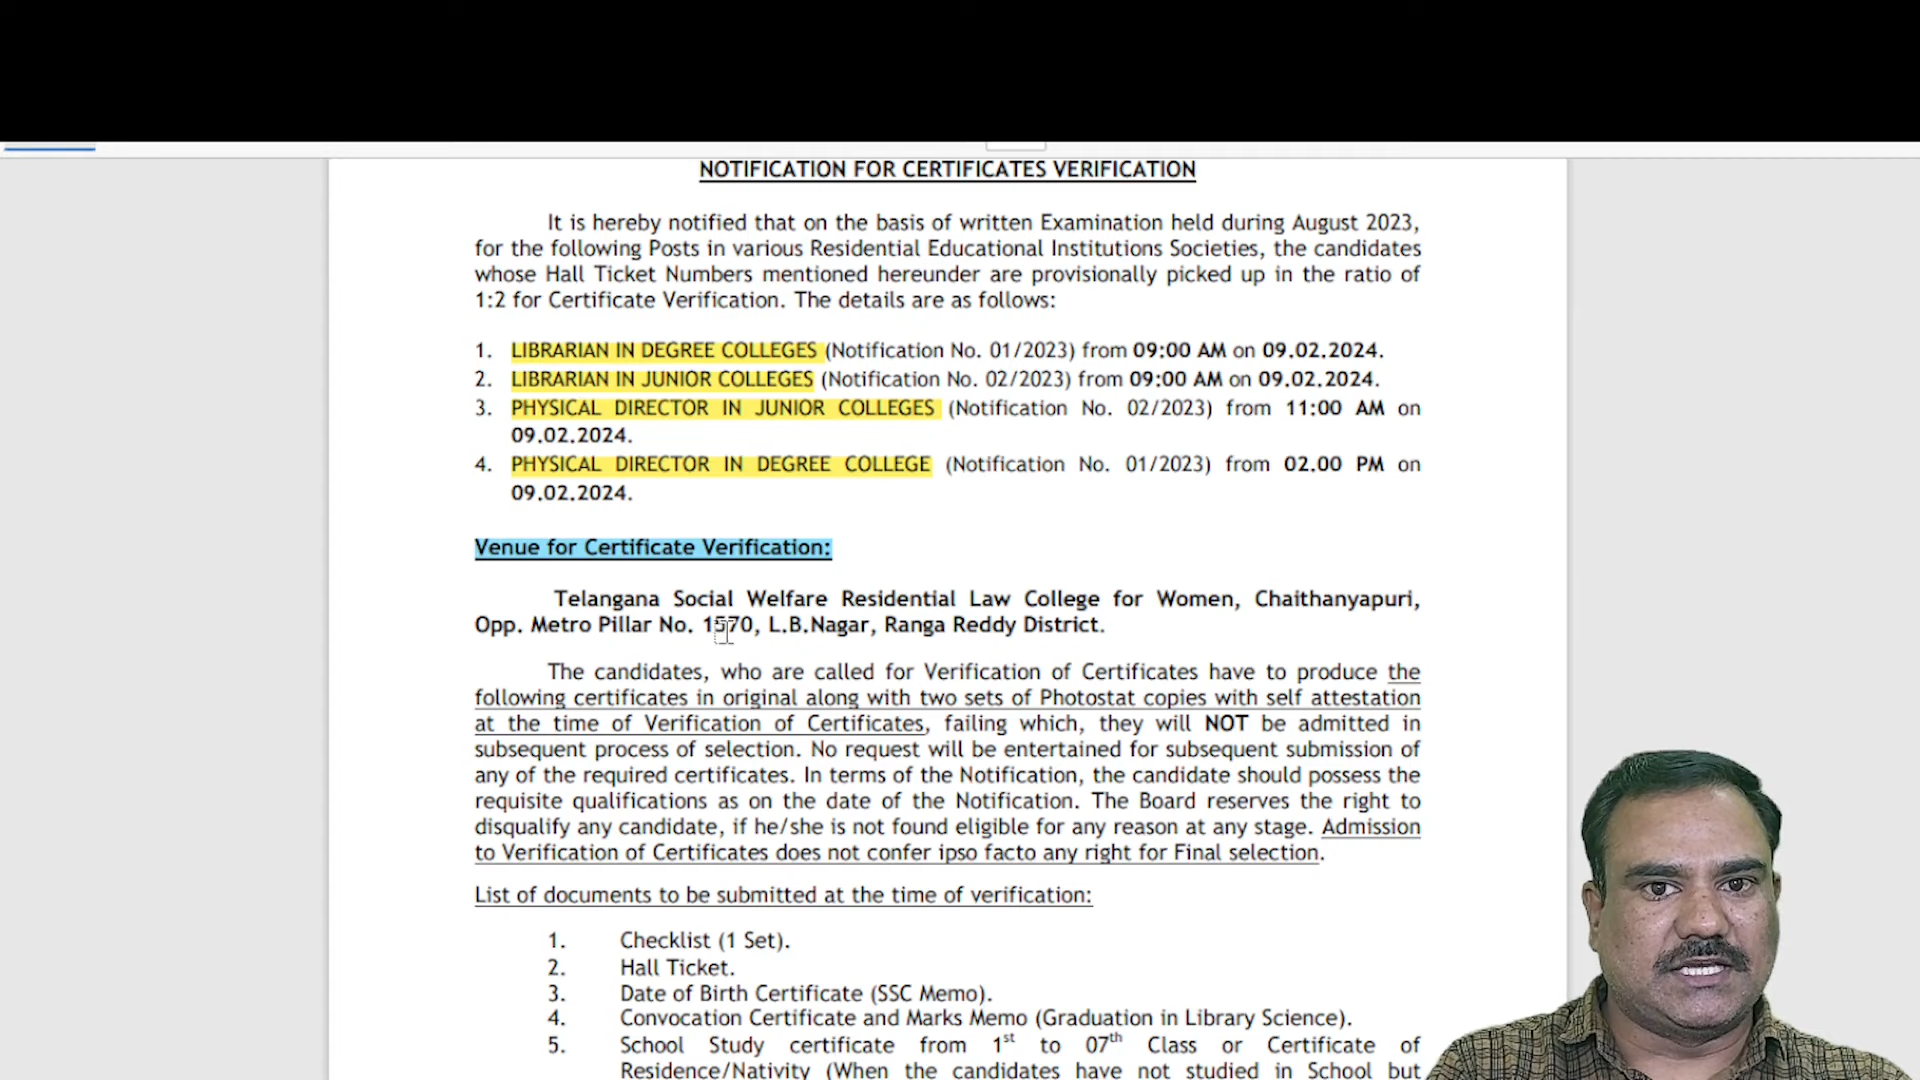 NOTIFICATION FOR CERTIFICATES VERIFICATION
It is hereby notified that on the basis of written Examination held during August 2023,
for the following Posts in various Residential Educational Institutions Societies, the candidates
whose Hall Ticket Numbers mentioned hereunder are provisionally picked up in the ratio of
1:2 for Certificate Verification. The details are as follows:
1. LIBRARIAN IN DEGREE COLLEGES (Notification No. 01/2023) from 09:00 AM on 09.02.2024.
2. LIBRARIAN IN JUNIOR COLLEGES (Notification No. 02/2023) from 09:00 AM on 09.02.2024.
3. PHYSICAL DIRECTOR IN JUNIOR COLLEGES (Notification No. 02/2023) from 11:00 AM on
09.02.2024.
4. PHYSICAL DIRECTOR IN DEGREE COLLEGE (Notification No. 01/2023) from 02.00 PM on
09.02.2024.
Venue for Certificate Verification:
Telangana Social Welfare Residential Law College for Women, Chaithanyapuri,
Opp. Metro Pillar No. 1570, L.B.Nagar, Ranga Reddy District.
The candidates, who are called for Verification of Certificates have to produce the
following certificates in original along with two sets of Photostat copies with self attestation
at the time of Verification of Certificates, failing which, they will NOT be admitted in
subsequent process of selection. No request will be entertained for subsequent submission of
any of the required certificates. In terms of the Notification, the candidate should possess the
requisite qualifications as on the date of the Notification. The Board reserves the right to
disqualify any candidate, if he/she is not found eligible for any reason at any stage. Admission
to Verification of Certificates does not confer ipso facto any right for Final selection.
List of documents to be submitted at the time of verification:
1. Checklist (1 Set).
2. Hall Ticket.
3. Date of Birth Certificate (SSC Memo).
4. Convocation Certificate and Marks Memo (Graduation in Library Science).
5. School Study certificate from 1st to 07th Class or Certificate of
Residence/Nativity (When the candidates have not studied in School but